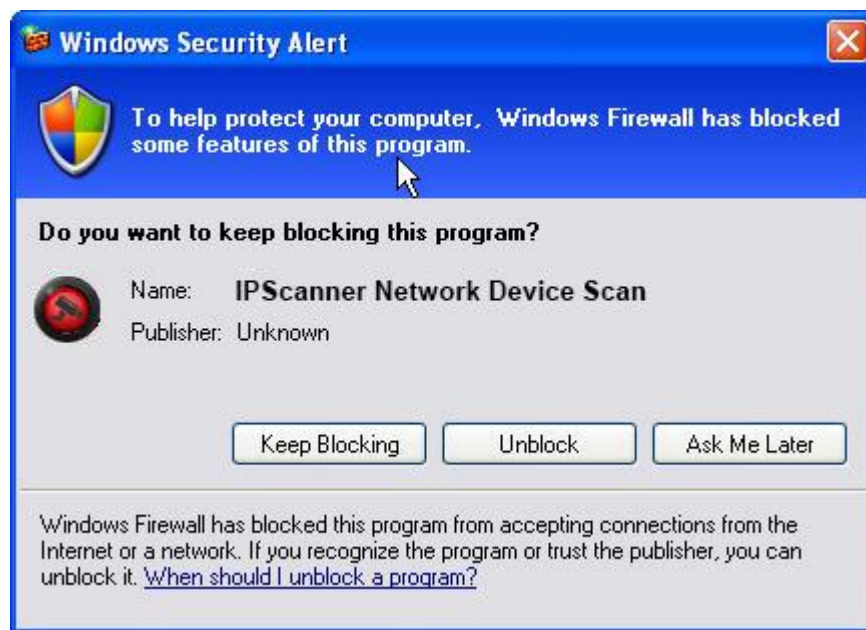 Windows Security Alert
To help protect your computer, Windows Firewall has blocked
some features of this program.
Do you want to keep blocking this program?
Name: IPScanner Network Device Scan
Publisher: Unknown
Keep Blocking Unblock Ask Me Later
Windows Firewall has blocked this program from accepting connections from the
Internet or a network. If you recognize the program or trust the publisher, you can
unblock it. When should I unblock a program?